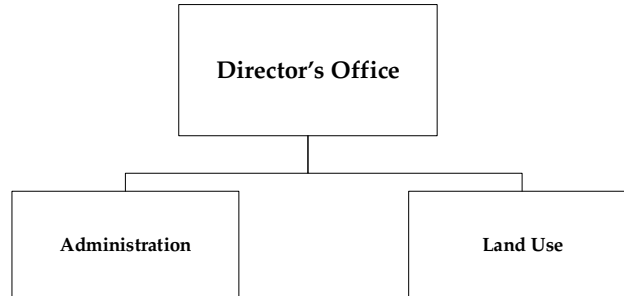 Director’s Office
Administration
Land Use